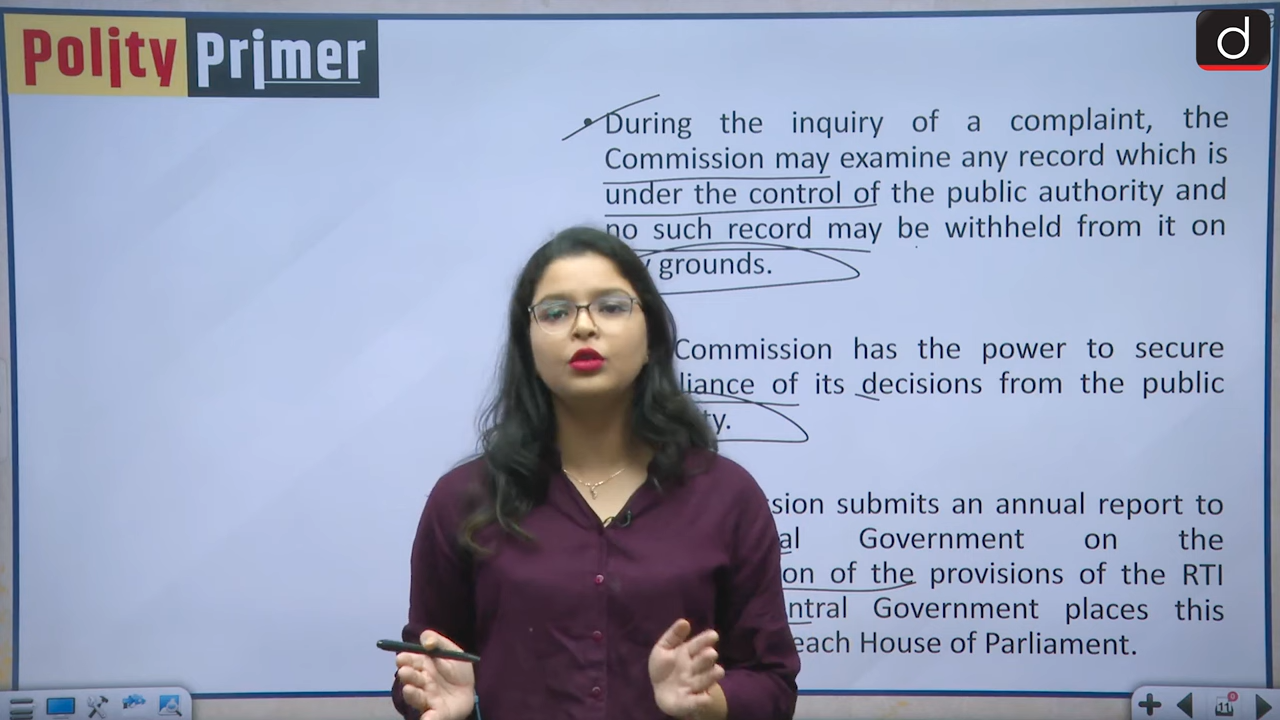 Polity Primer
d
• During the inquiry of a complaint, the
Commission may examine any record which is
under the control of the public authority and
no such record may be withheld from it on
grounds.
Commission has the power to secure
of its decisions from the public
submits an annual report to
Government on the
of the provisions of the RTI
Government places this
each House of Parliament.
11